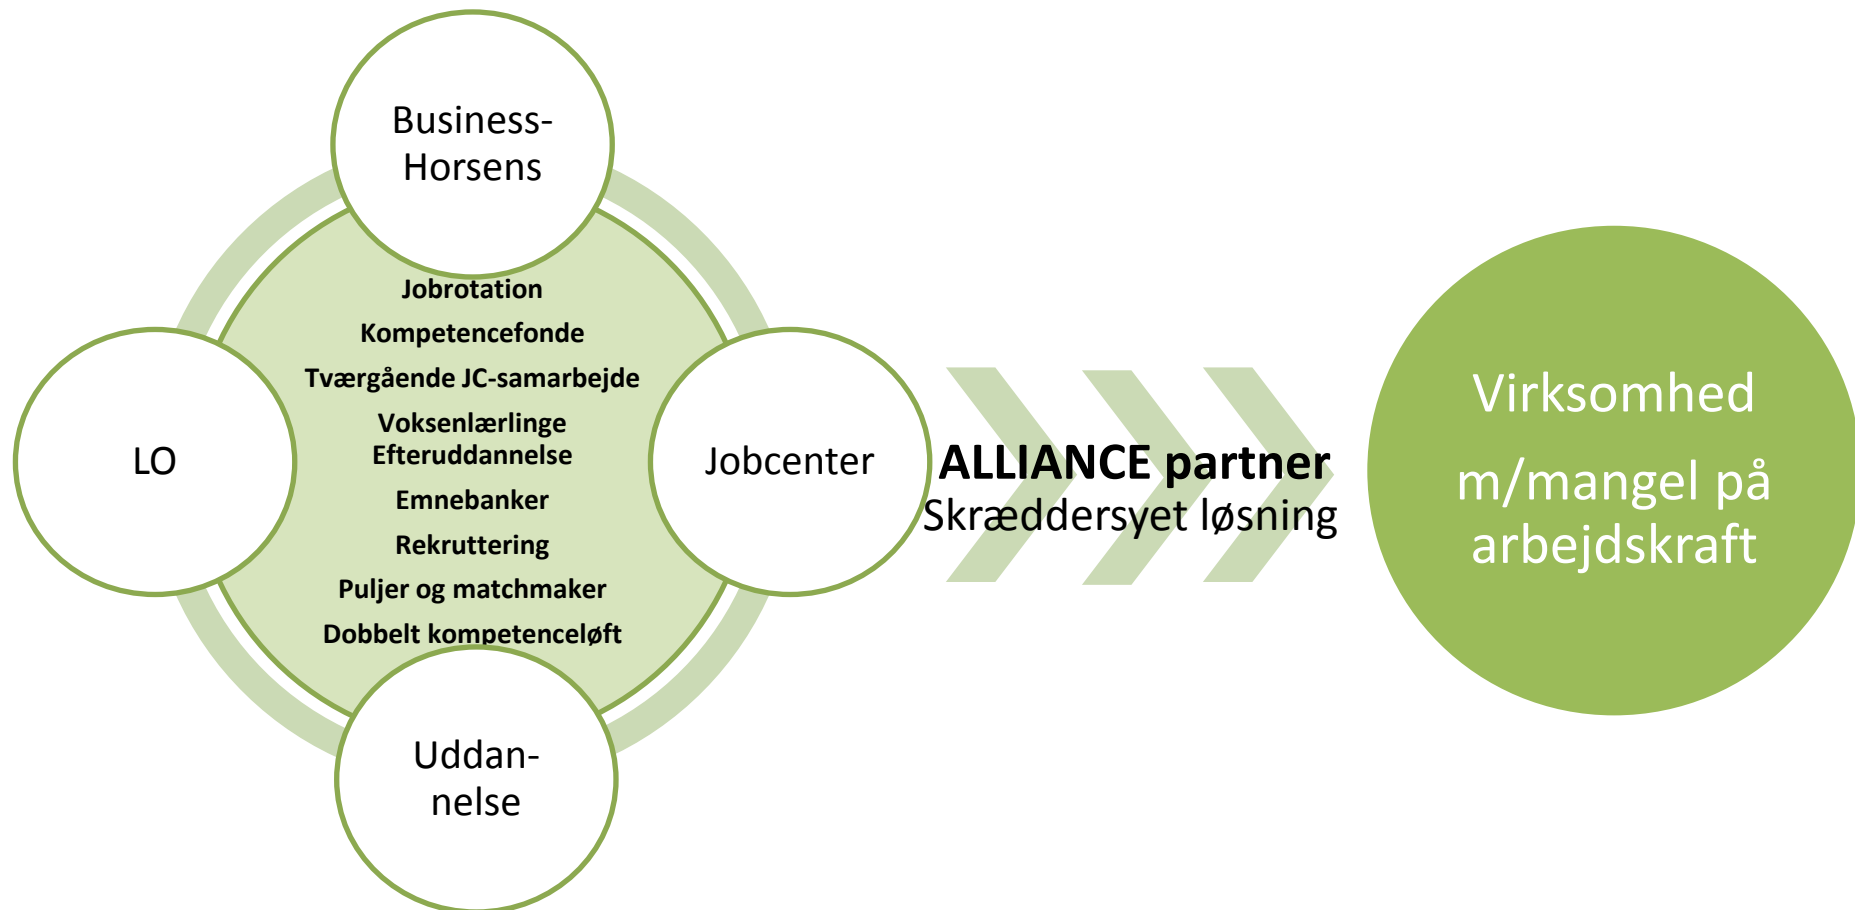 Business-
Horsens
Jobrotation
Kompetencefonde
Tværgående JC-samarbejde
Voksenlærlinge
Efteruddannelse
Emnebanker
Rekruttering
Puljer og matchmaker
Dobbelt kompetenceløft
LO
Jobcenter
Uddan-
nelse
ALLIANCE partner
Skræddersyet løsning
Virksomhed
m/mangel på
arbejdskraft